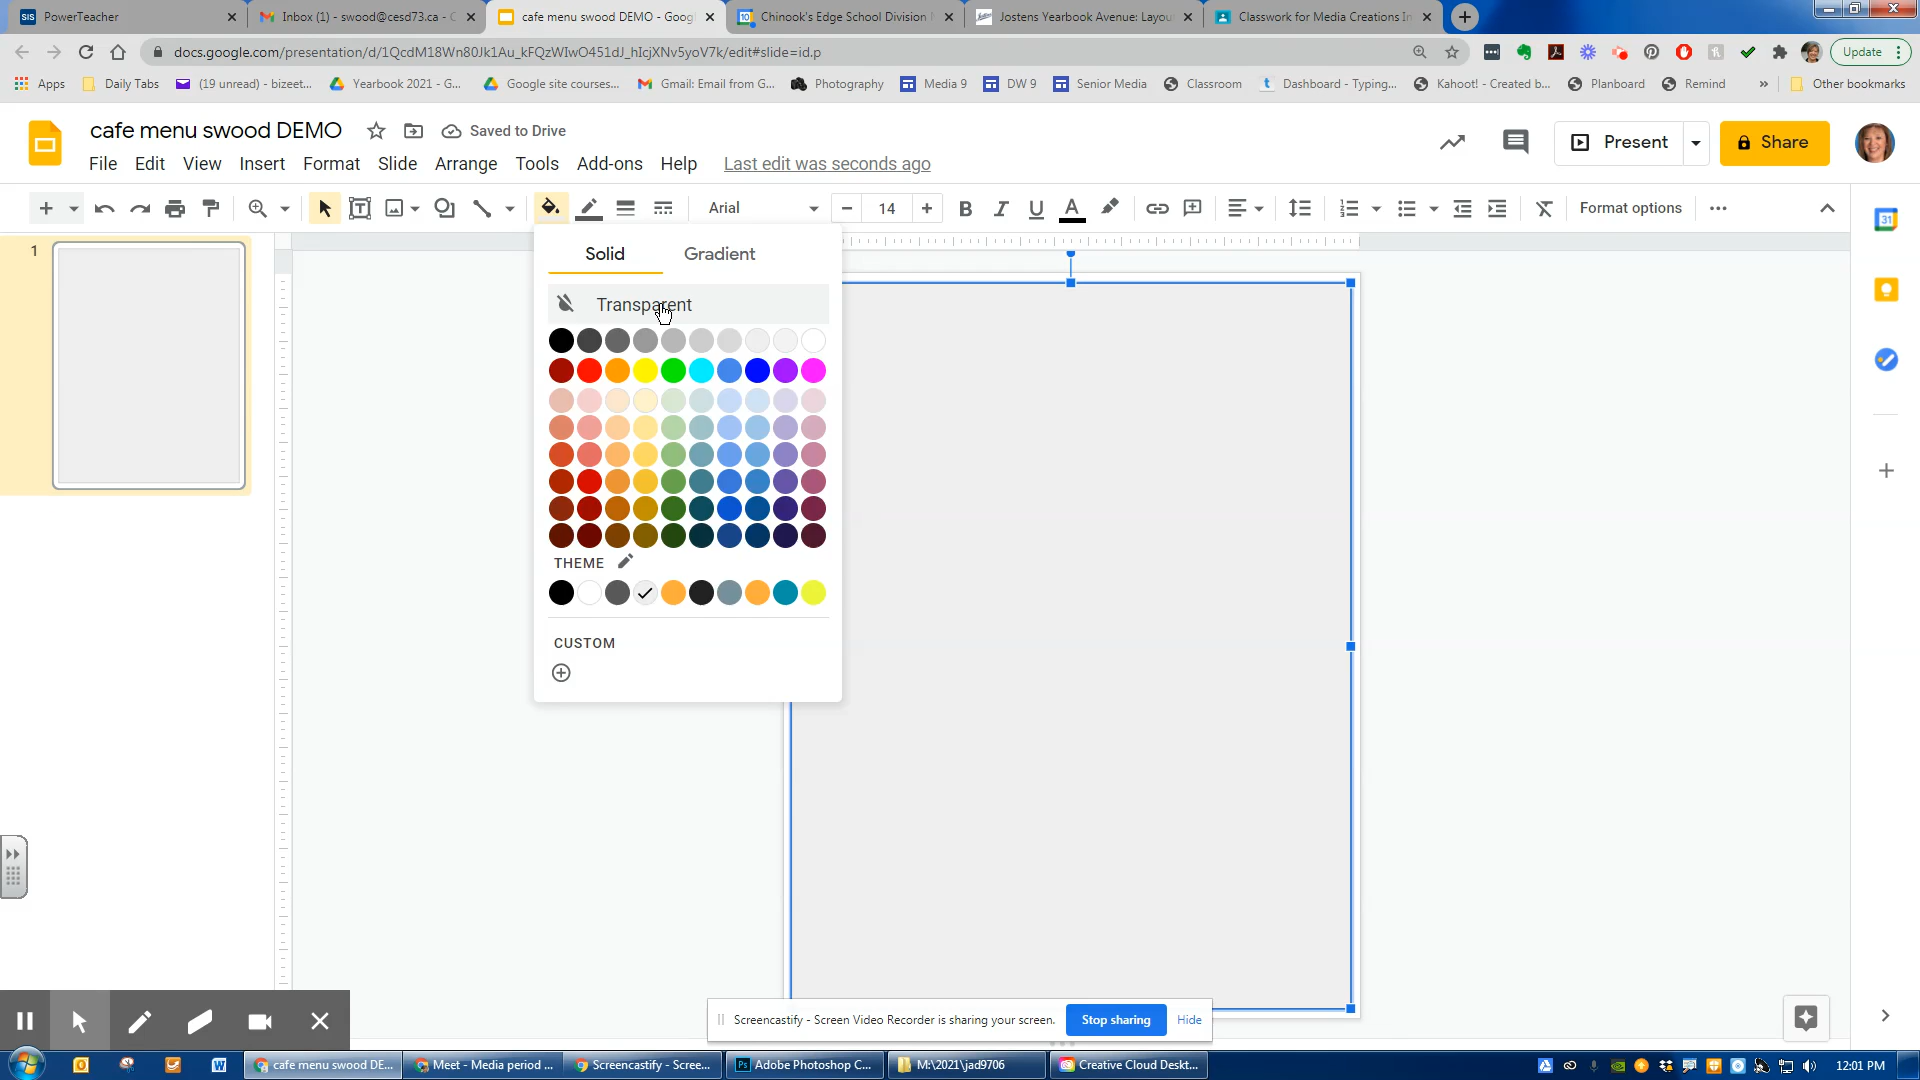 SIS PowerTeacher
Inbox (1) - swood@cesd73.ca - C
cafe menu swood DEMO - Goog
Chinook's Edge School Division
Jostens Yearbook Avenue: Layou
Classwork for Media Creations In
docs.google.com/presentation/d/1QcdM18Wn80Jk1Au_kFQzWIwO451dJ_hIcjXNv5yoV7k/edit#slide=id.p
Update
Apps Daily Tabs (19 unread) - bizeet... Yearbook 2021 - G... Google site courses... Gmail: Email from G... Photography Media 9 DW 9 Senior Media Classroom Dashboard - Typing... Kahoot! - Created b... Planboard Remind » Other bookmarks
cafe menu swood DEMO Saved to Drive
Present Share
File Edit View Insert Format Slide Arrange Tools Add-ons Help Last edit was seconds ago
Arial 14 B I U A Format options
Solid Gradient
1
Transparent
THEME
CUSTOM
Screencastify - Screen Video Recorder is sharing your screen. Stop sharing Hide
cafe menu swood DE... Meet - Media period ... Screencastify - Scree... Ps Adobe Photoshop C... M:\2021\jad9706 Creative Cloud Deskt... 12:01 PM